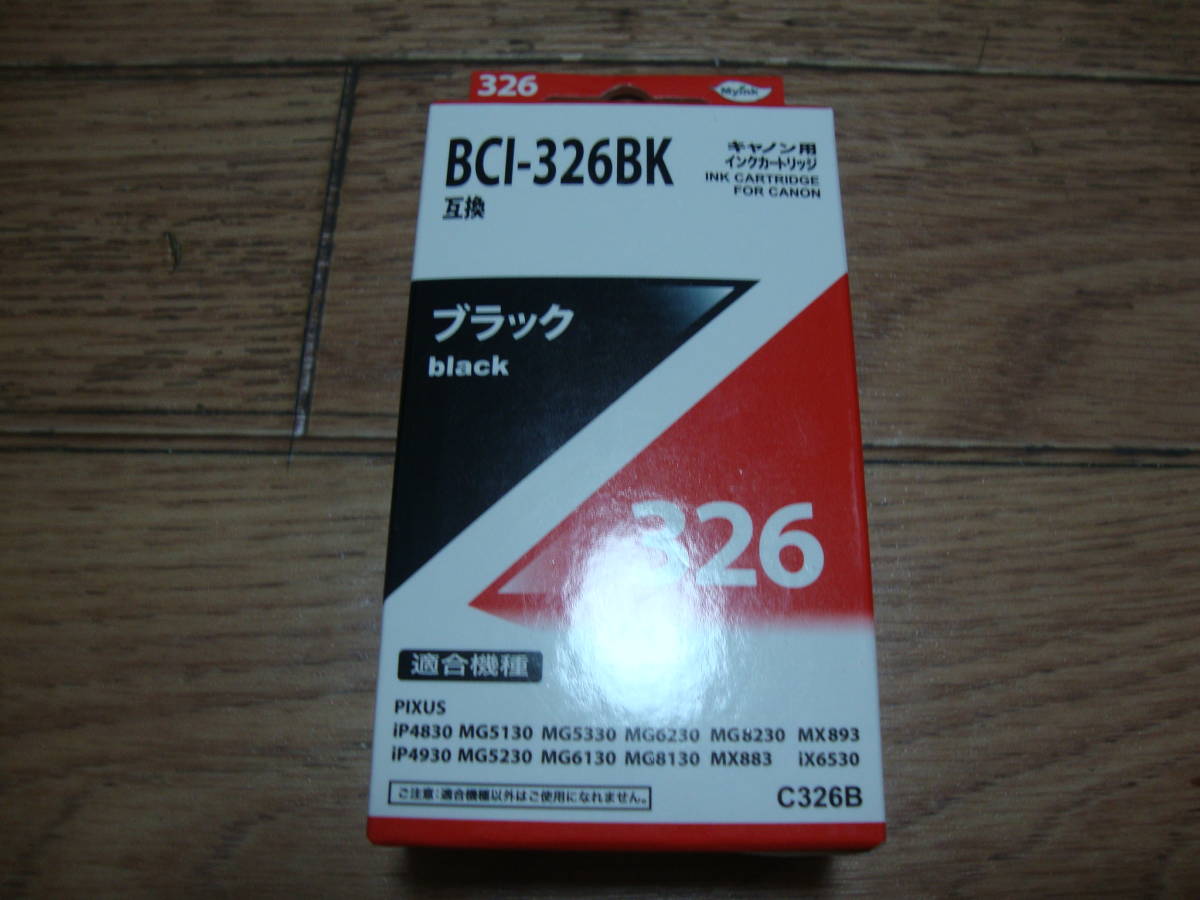 326
Myink
BCI-326BK
互換
キャノン用
インクカートリッジ
INK CARTRIDGE
FOR CANON
ブラック
black
326
適合機種
PIXUS
iP4830 MG5130 MG5330 MG6230 MG8230 MX893
iP4930 MG5230 MG6130 MG8130 MX883 iX6530
ご注意:適合機種以外はご使用になれません。
C326B